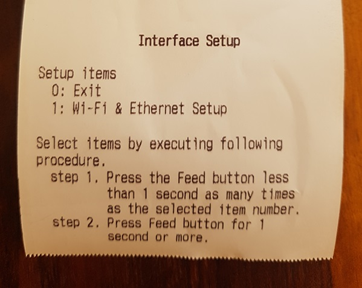 Interface Setup
Setup items
0: Exit
1: Wi-Fi & Ethernet Setup
Select items by executing following
procedure.
step 1. Press the Feed button less
than 1 second as many times
as the selected item number.
step 2. Press Feed button for 1
second or more.